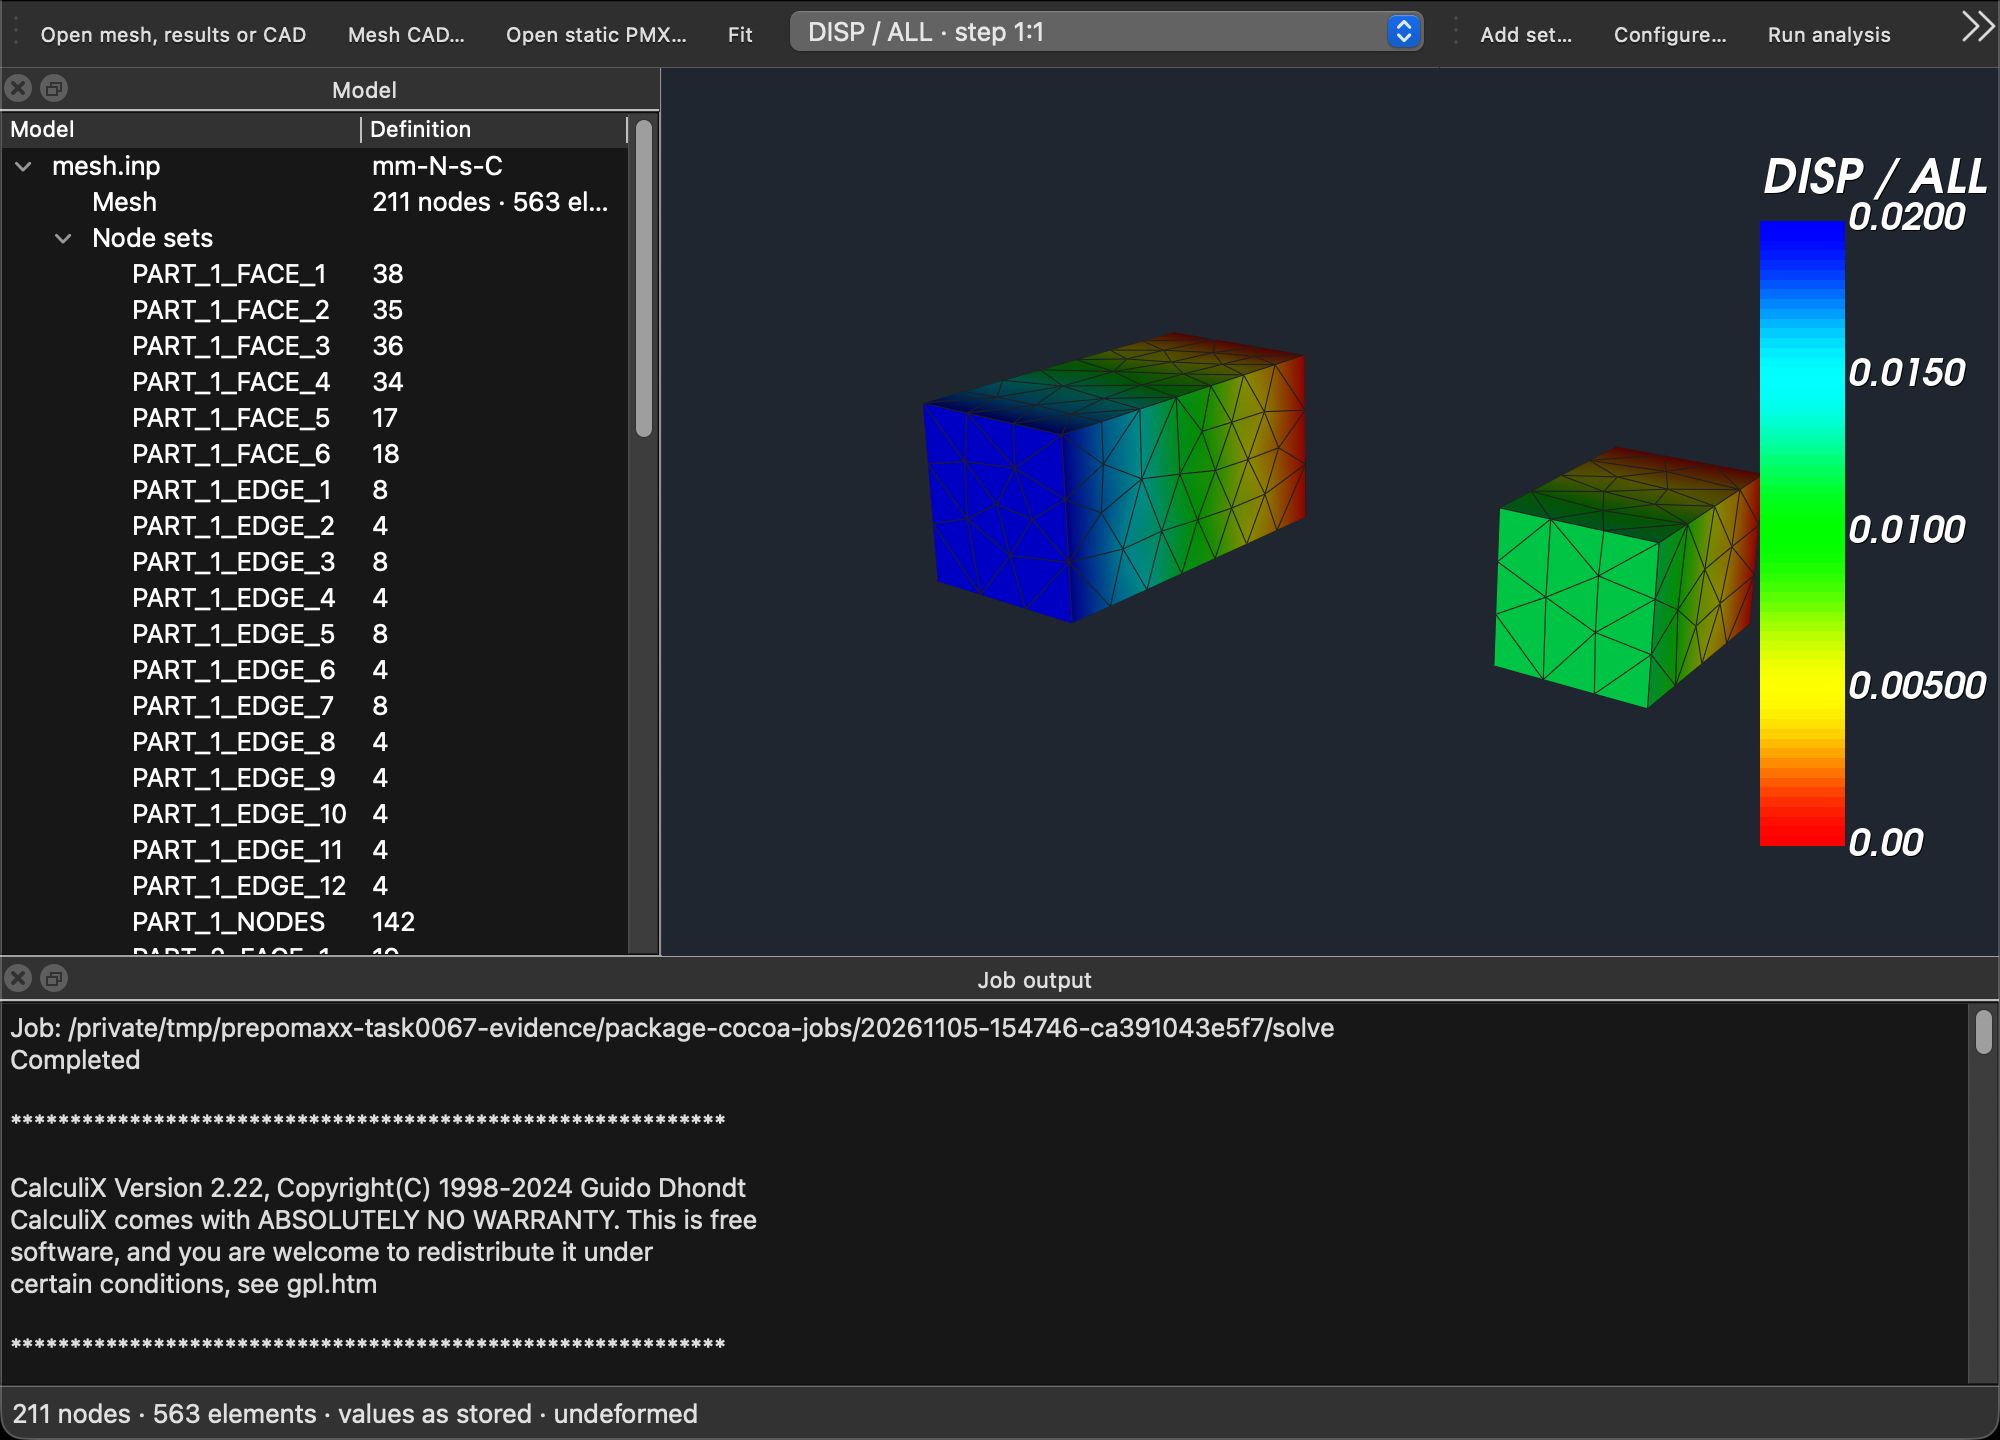 Open mesh, results or CAD Mesh CAD... Open static PMX... Fit DISP / ALL · step 1:1 Add set... Configure... Run analysis
Model
Model Definition
mesh.inp mm-N-s-C
Mesh 211 nodes · 563 el...
Node sets
PART_1_FACE_1 38
PART_1_FACE_2 35
PART_1_FACE_3 36
PART_1_FACE_4 34
PART_1_FACE_5 17
PART_1_FACE_6 18
PART_1_EDGE_1 8
PART_1_EDGE_2 4
PART_1_EDGE_3 8
PART_1_EDGE_4 4
PART_1_EDGE_5 8
PART_1_EDGE_6 4
PART_1_EDGE_7 8
PART_1_EDGE_8 4
PART_1_EDGE_9 4
PART_1_EDGE_10 4
PART_1_EDGE_11 4
PART_1_EDGE_12 4
PART_1_NODES 142
DISP / ALL
0.0200
0.0150
0.0100
0.00500
0.00
Job output
Job: /private/tmp/prepomaxx-task0067-evidence/package-cocoa-jobs/20261105-154746-ca391043e5f7/solve
Completed
************************************************************
CalculiX Version 2.22, Copyright(C) 1998-2024 Guido Dhondt
CalculiX comes with ABSOLUTELY NO WARRANTY. This is free
software, and you are welcome to redistribute it under
certain conditions, see gpl.htm
************************************************************
211 nodes · 563 elements · values as stored · undeformed